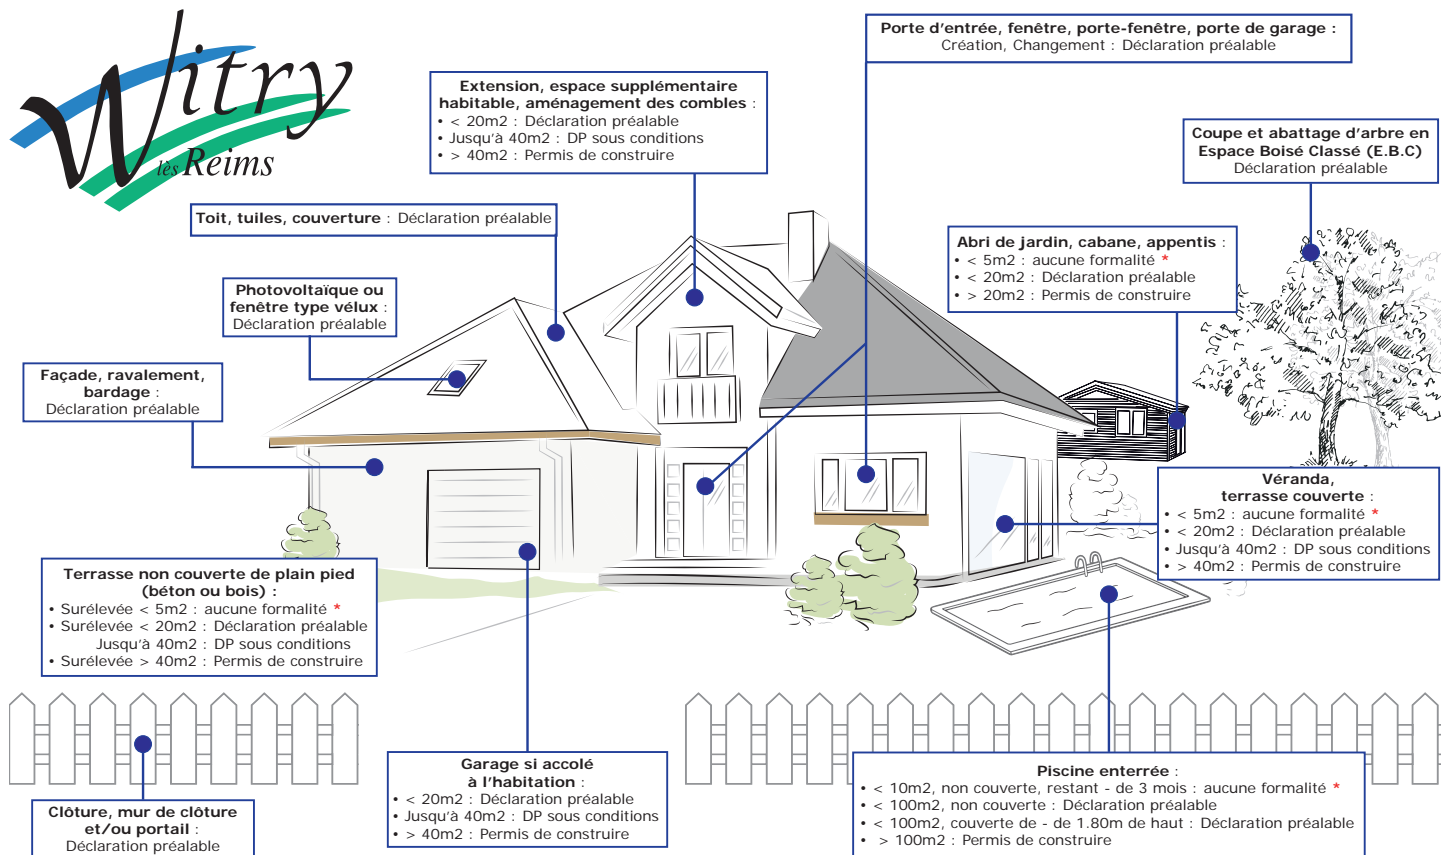 Witry
lès Reims
Porte d'entrée, fenêtre, porte-fenêtre, porte de garage :
Création, Changement : Déclaration préalable
Extension, espace supplémentaire
habitable, aménagement des combles :
• < 20m2 : Déclaration préalable
• Jusqu'à 40m2 : DP sous conditions
• > 40m2 : Permis de construire
Coupe et abattage d'arbre en
Espace Boisé Classé (E.B.C)
Déclaration préalable
Toit, tuiles, couverture : Déclaration préalable
Abri de jardin, cabane, appentis :
• < 5m2 : aucune formalité *
• < 20m2 : Déclaration préalable
• > 20m2 : Permis de construire
Photovoltaïque ou
fenêtre type vélux :
Déclaration préalable
Façade, ravalement,
bardage :
Déclaration préalable
Véranda,
terrasse couverte :
• < 5m2 : aucune formalité *
• < 20m2 : Déclaration préalable
• Jusqu'à 40m2 : DP sous conditions
• > 40m2 : Permis de construire
Terrasse non couverte de plain pied
(béton ou bois) :
• Surélevée < 5m2 : aucune formalité *
• Surélevée < 20m2 : Déclaration préalable
Jusqu'à 40m2 : DP sous conditions
• Surélevée > 40m2 : Permis de construire
Garage si accolé
à l'habitation :
• < 20m2 : Déclaration préalable
• Jusqu'à 40m2 : DP sous conditions
• > 40m2 : Permis de construire
Piscine enterrée :
• < 10m2, non couverte, restant - de 3 mois : aucune formalité *
• < 100m2, non couverte : Déclaration préalable
• < 100m2, couverte de - de 1.80m de haut : Déclaration préalable
• > 100m2 : Permis de construire
Clôture, mur de clôture
et/ou portail :
Déclaration préalable